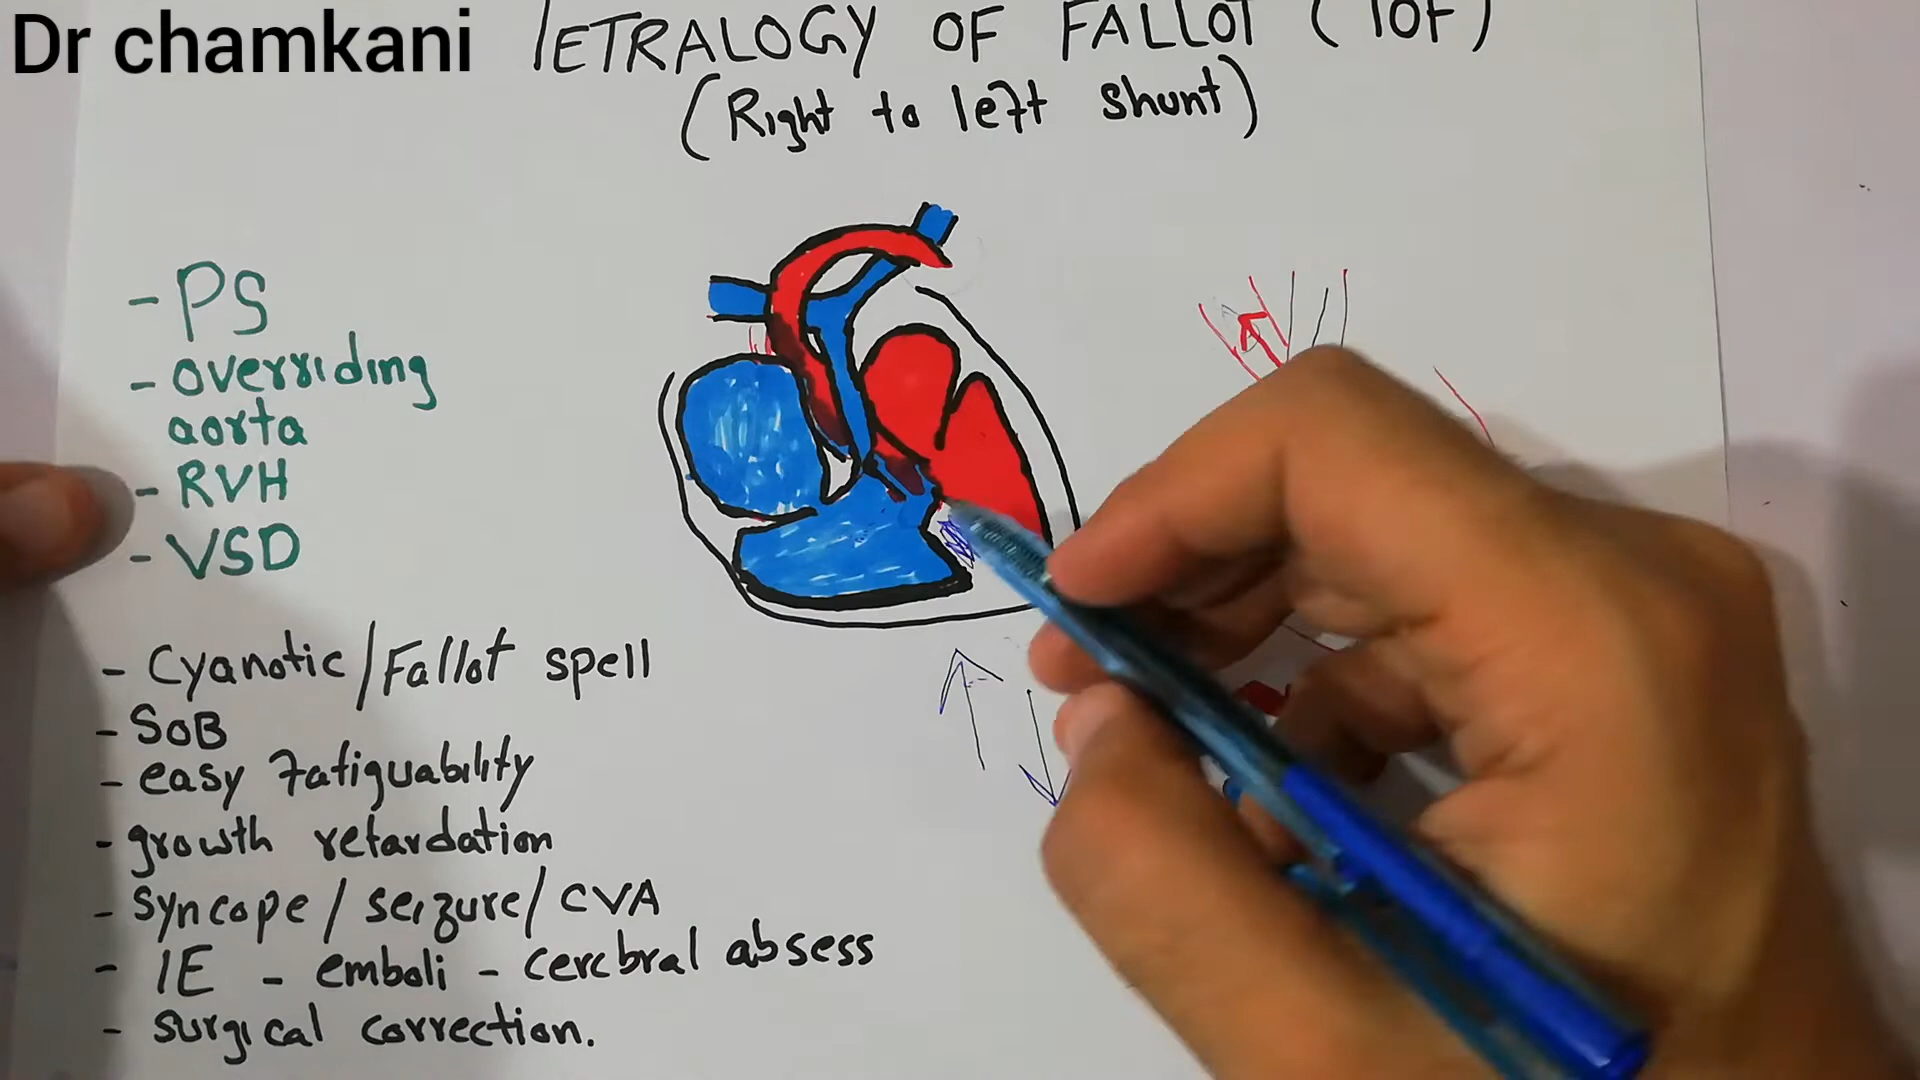 Dr chamkani
TETRALOGY OF FALLOT (TOF)
(Right to left shunt)
- PS
- overriding
aorta
- RVH
- VSD
- Cyanotic/Fallot spell
- SOB
- easy fatiguability
- growth retardation
- syncope / seizure / CVA
- IE - emboli - cercbral absess
- surgical correction.